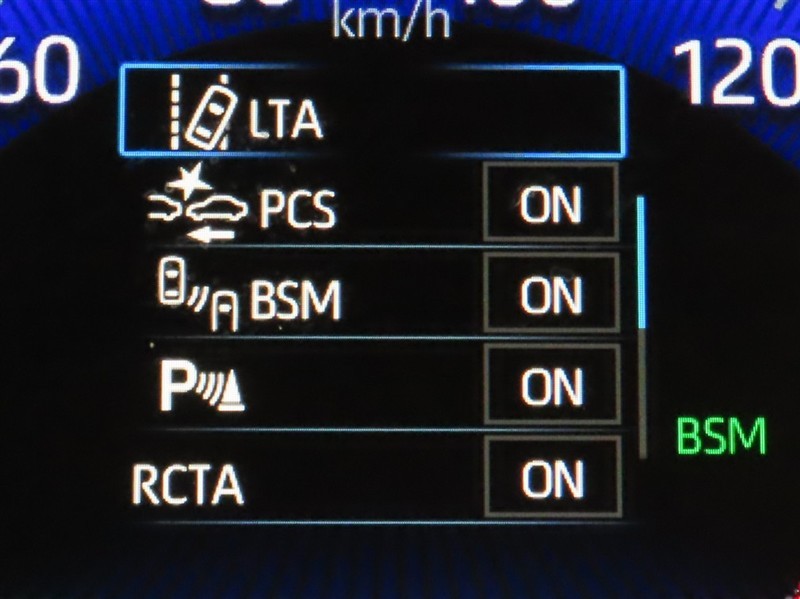 km/h
60
120
LTA
PCS ON
BSM ON
P ON
BSM
RCTA ON